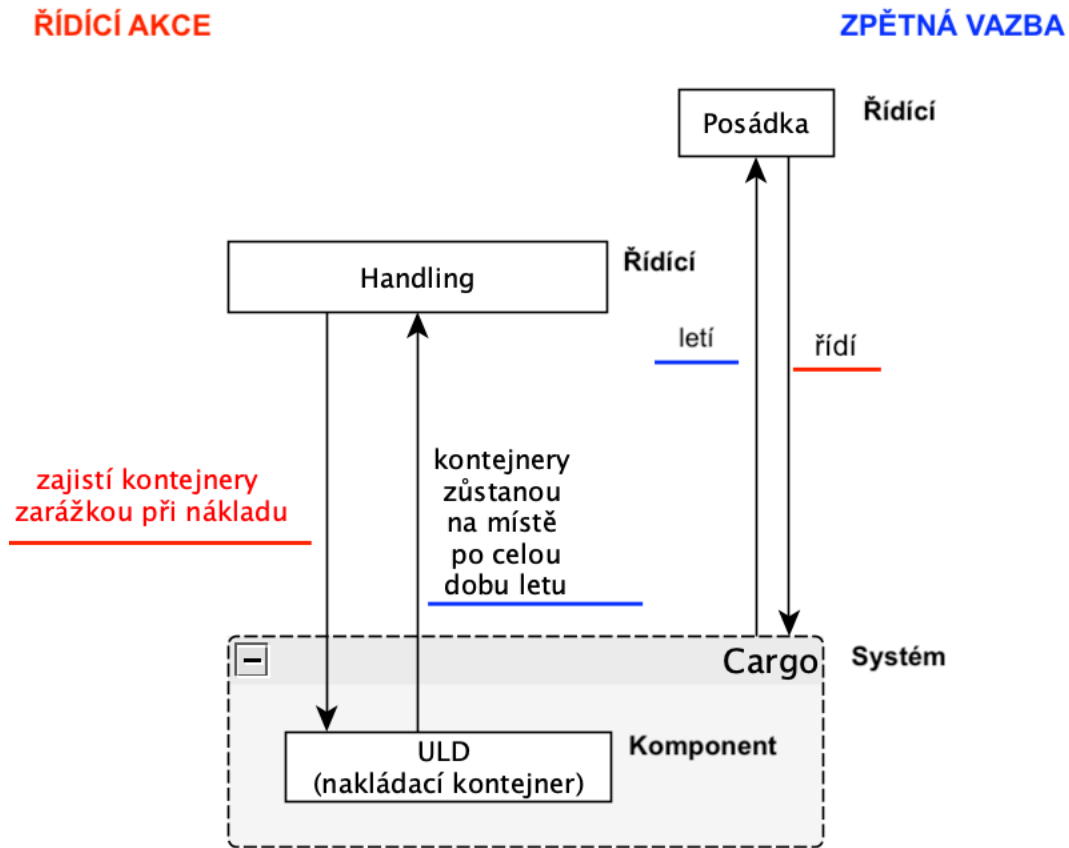 ŘÍDÍCÍ AKCE
ZPĚTNÁ VAZBA
Posádka
Řídící
Handling
Řídící
letí
řídí
zajistí kontejnery
zarážkou při nákladu
kontejnery
zůstanou
na místě
po celou
dobu letu
Cargo
Systém
ULD
(nakládací kontejner)
Komponent